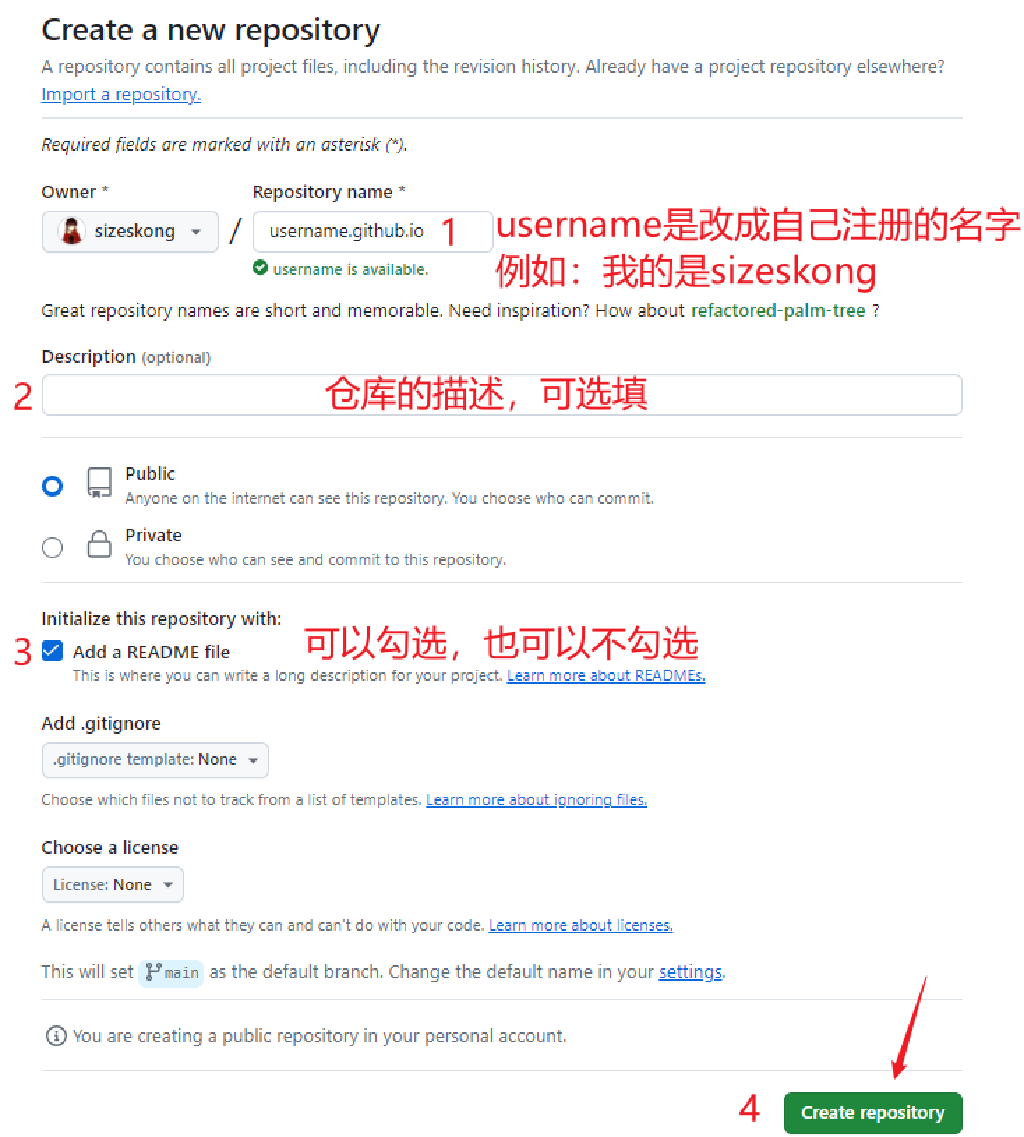 Create a new repository
A repository contains all project files, including the revision history. Already have a project repository elsewhere?
Import a repository.
Required fields are marked with an asterisk (*).
Owner *
Repository name *
sizeskong
/
username.github.io
1
username是改成自己注册的名字
username is available.
例如：我的是sizeskong
Great repository names are short and memorable. Need inspiration? How about refactored-palm-tree ?
Description (optional)
2
仓库的描述，可选填
Public
Anyone on the internet can see this repository. You choose who can commit.
Private
You choose who can see and commit to this repository.
Initialize this repository with:
3
Add a README file
可以勾选，也可以不勾选
This is where you can write a long description for your project. Learn more about READMEs.
Add .gitignore
.gitignore template: None
Choose which files not to track from a list of templates. Learn more about ignoring files.
Choose a license
License: None
A license tells others what they can and can't do with your code. Learn more about licenses.
This will set main as the default branch. Change the default name in your settings.
You are creating a public repository in your personal account.
4
Create repository